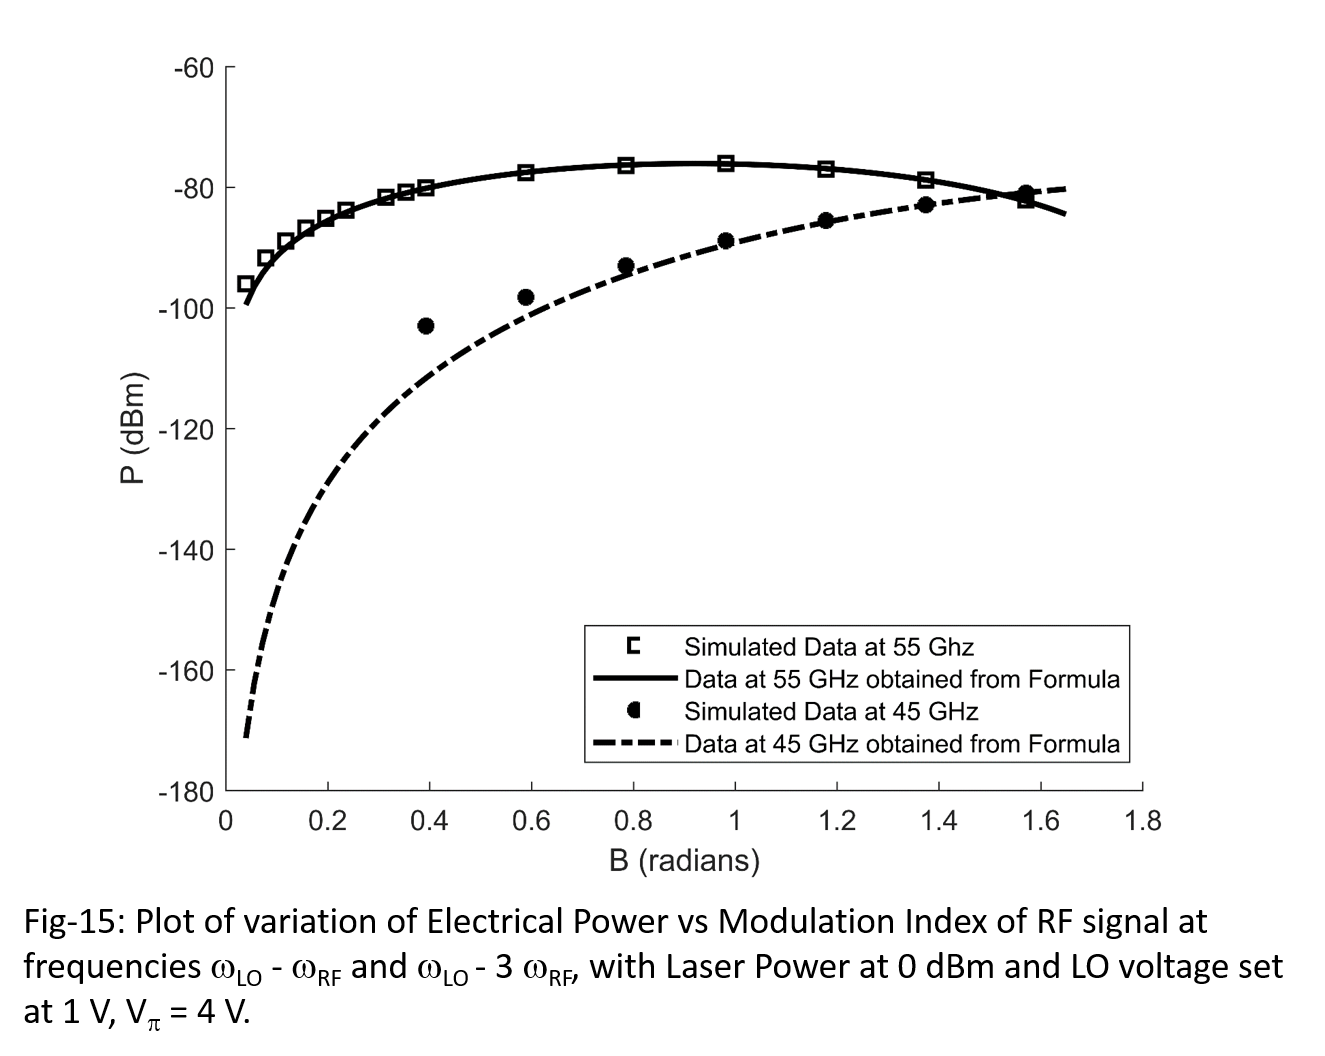 -60
-80
-100
-120
-140
-160
-180
P (dBm)
Simulated Data at 55 Ghz
Data at 55 GHz obtained from Formula
Simulated Data at 45 GHz
Data at 45 GHz obtained from Formula
0 0.2 0.4 0.6 0.8 1 1.2 1.4 1.6 1.8
B (radians)
Fig-15: Plot of variation of Electrical Power vs Modulation Index of RF signal at
frequencies ωLO - ωRF and ωLO - 3 ωRF, with Laser Power at 0 dBm and LO voltage set
at 1 V, Vπ = 4 V.